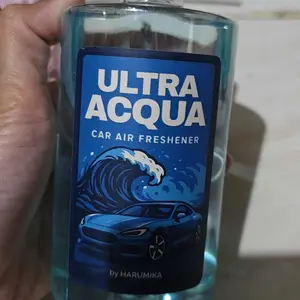 ULTRA
ACQUA
CAR AIR FRESHENER
by HARUMIKA